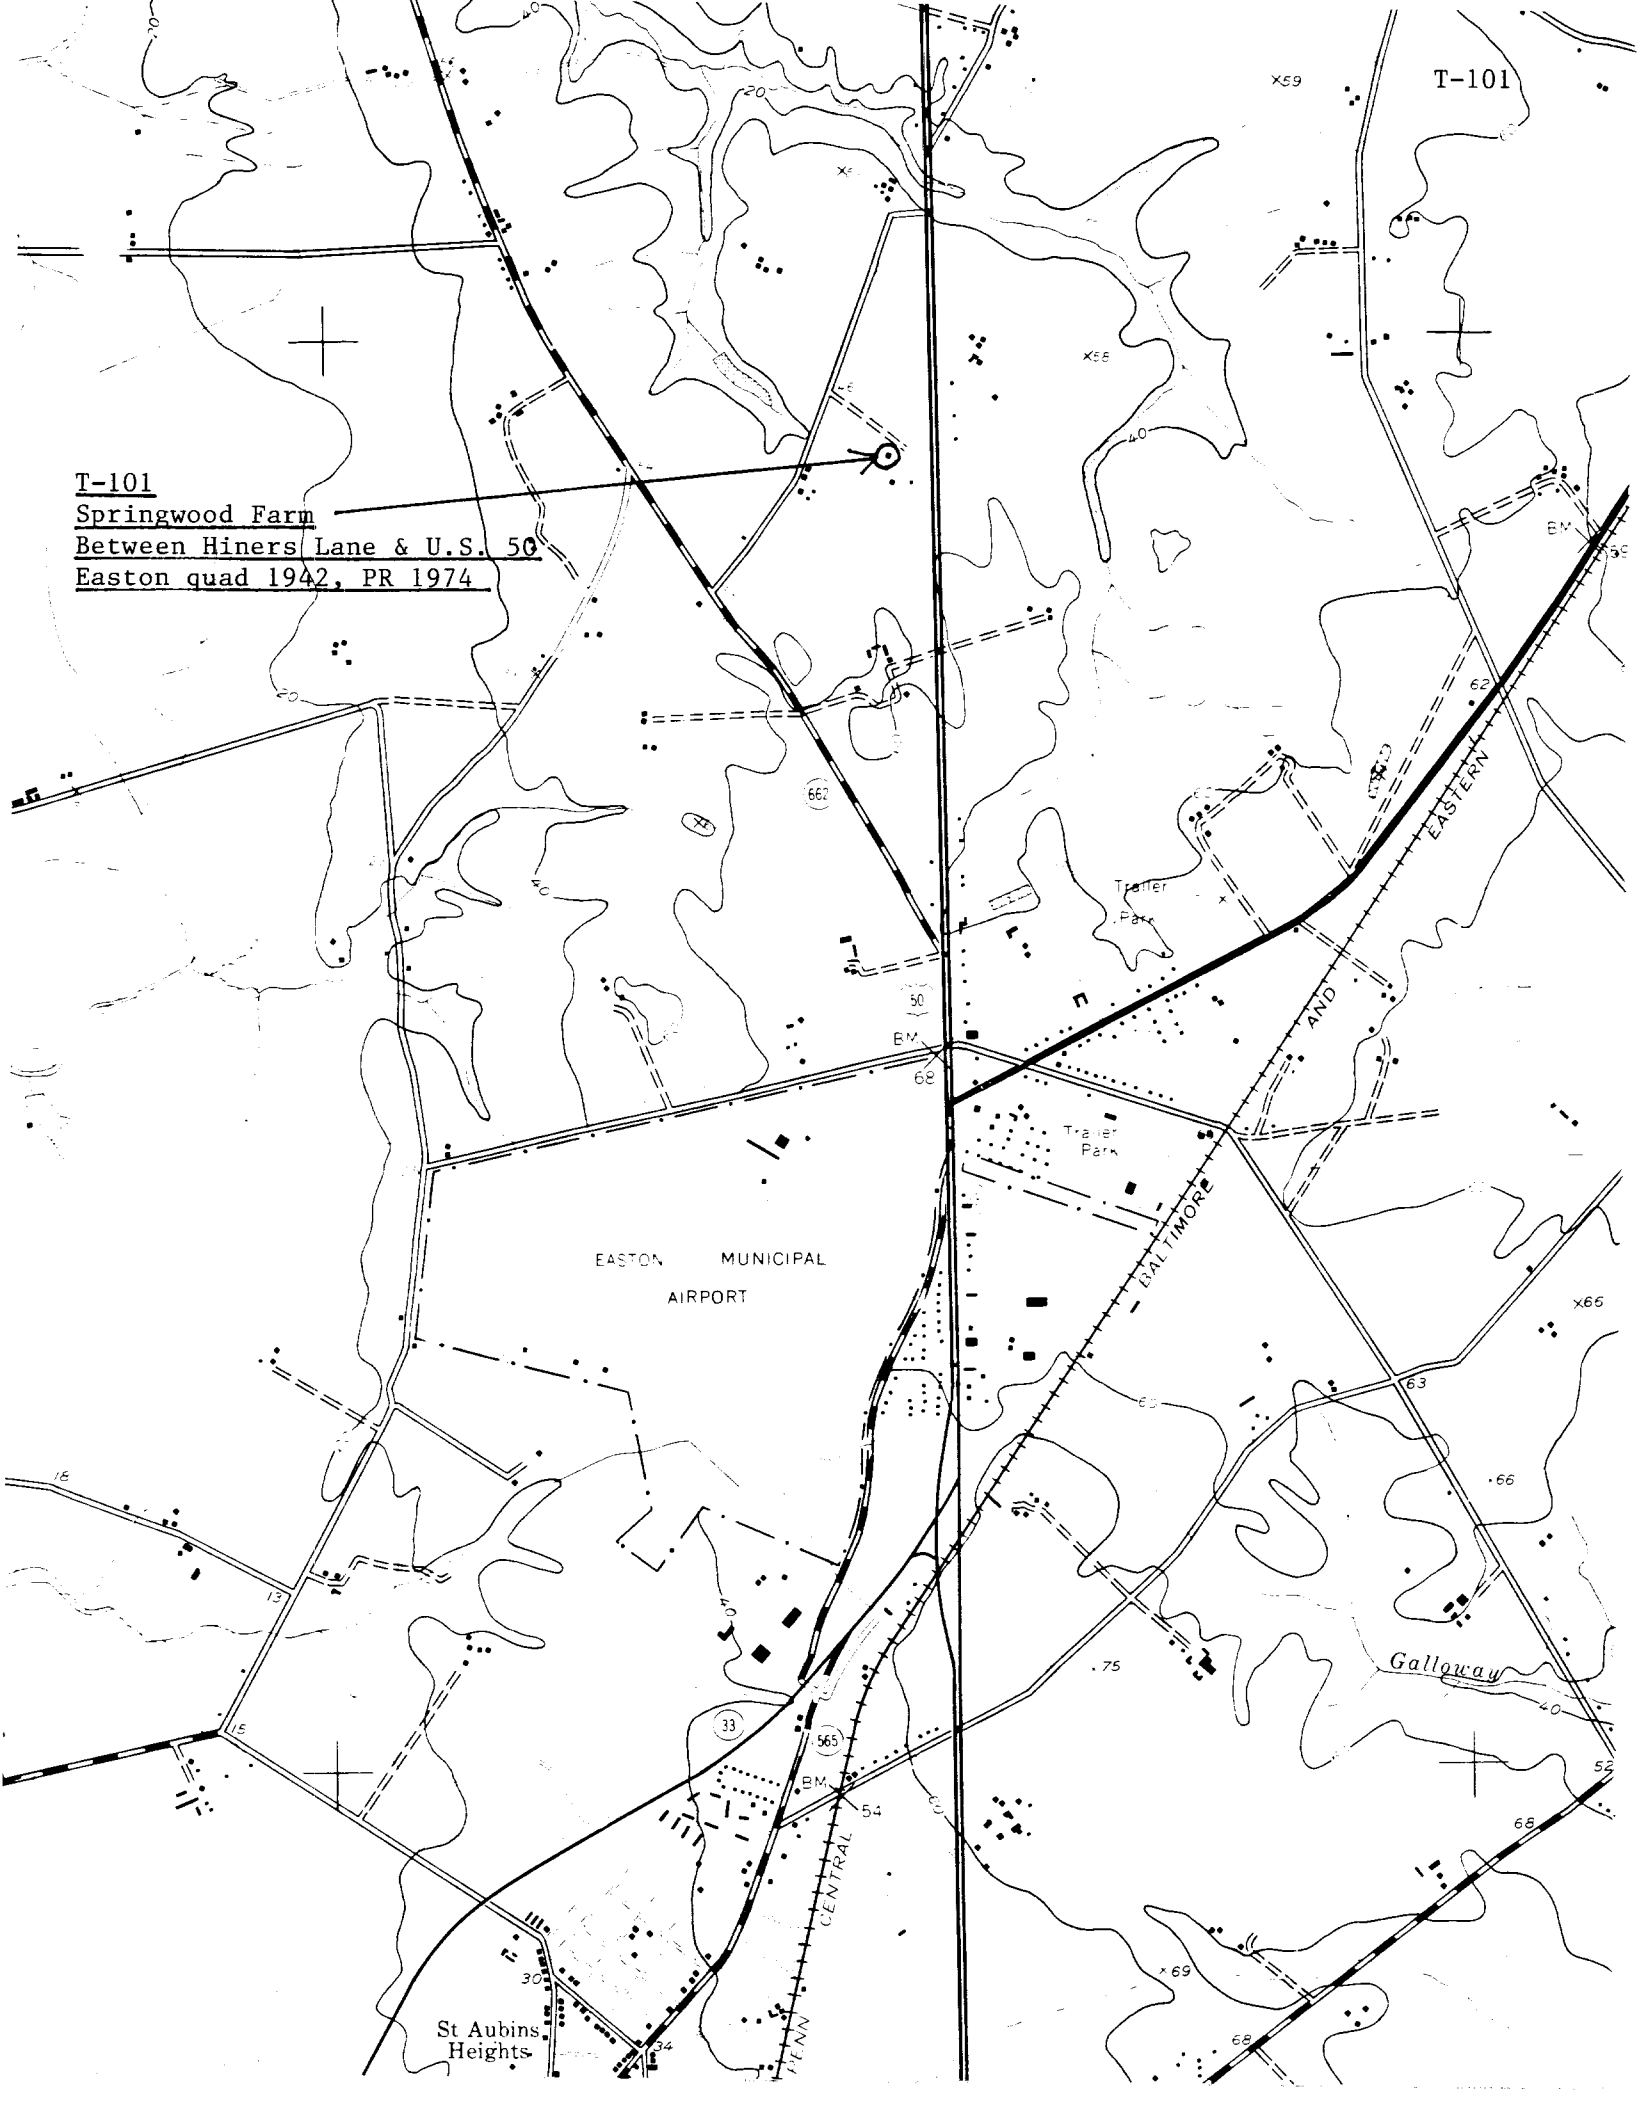 40
20
X59
T-101
X58
40
T-101
Springwood Farm
Between Hiners Lane & U.S. 50
Easton quad 1942, PR 1974
BM
20
62
662
EASTERN
40
Trailer
Park
50
AND
BM
68
Trailer
Park
BALTIMORE
EASTON MUNICIPAL
AIRPORT
X66
63
18
.66
13
40
.75
Galloway
40
15
33
565
BM
54
52
68
CENTRAL
30
×69
St Aubins
Heights
34
PENN
68